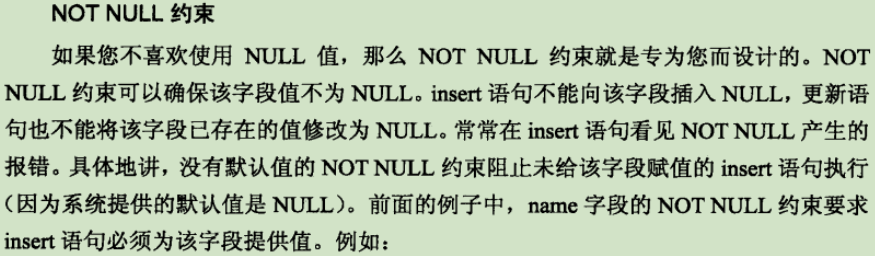 NOT NULL 约束
如果您不喜欢使用 NULL 值，那么 NOT NULL 约束就是专为您而设计的。NOT
NULL 约束可以确保该字段值不为 NULL。insert 语句不能向该字段插入 NULL，更新语
句也不能将该字段已存在的值修改为 NULL。常常在 insert 语句看见 NOT NULL 产生的
报错。具体地讲，没有默认值的 NOT NULL 约束阻止未给该字段赋值的 insert 语句执行
（因为系统提供的默认值是 NULL）。前面的例子中，name 字段的 NOT NULL 约束要求
insert 语句必须为该字段提供值。例如：